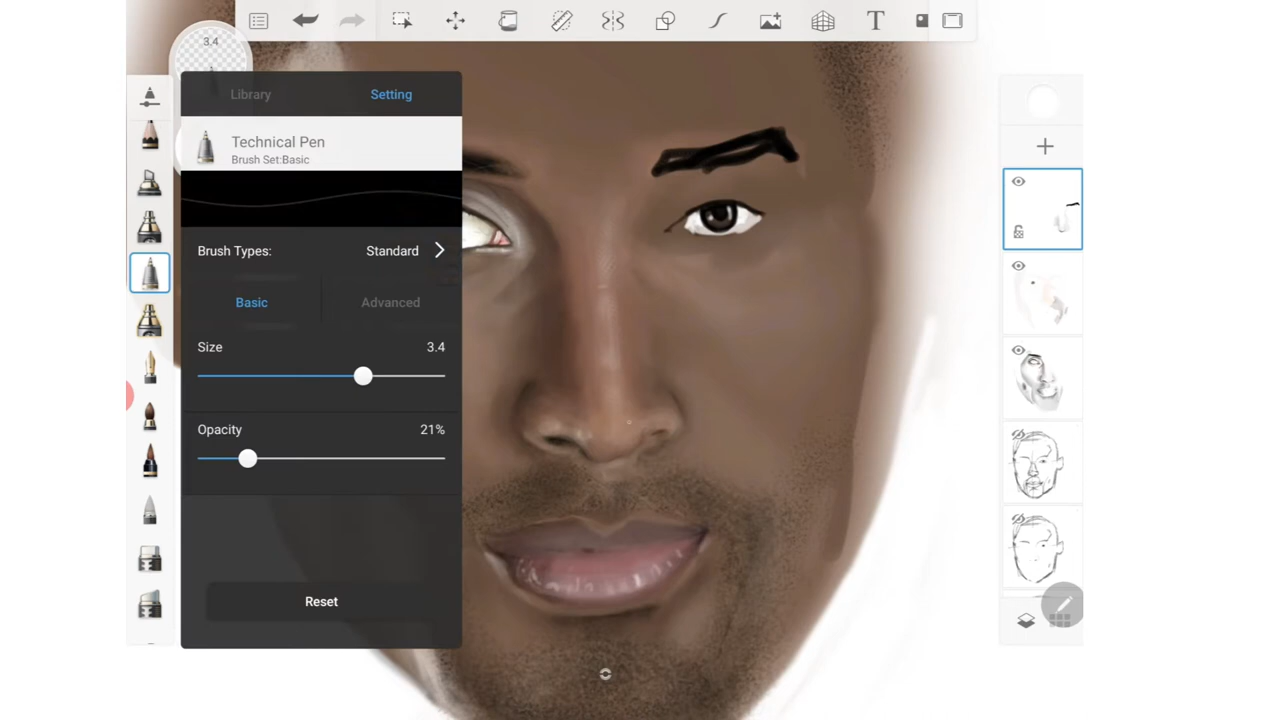 T
3.4
Library Setting
Technical Pen
Brush Set:Basic
Brush Types: Standard
Basic Advanced
Size 3.4
Opacity 21%
Reset